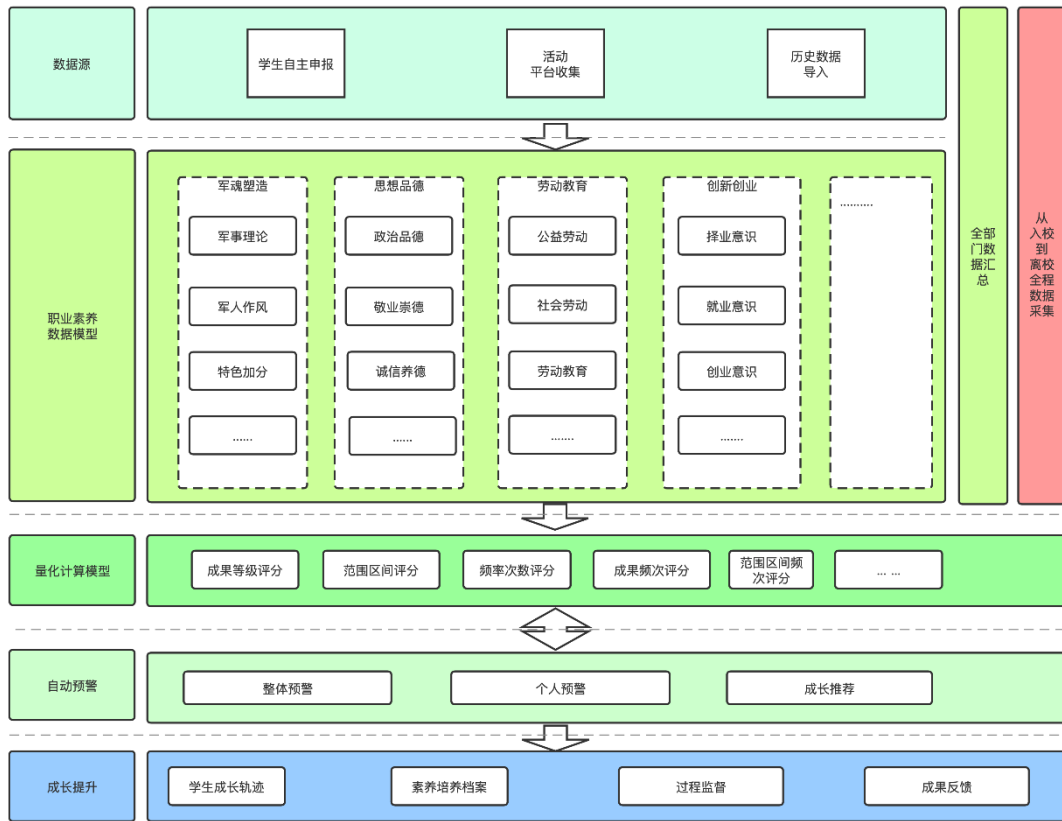 数据源
学生自主申报
活动
平台收集
历史数据
导入
职业素养
数据模型
军魂塑造
军事理论
军人作风
特色加分
......
思想品德
政治品德
敬业崇德
诚信养德
......
劳动教育
公益劳动
社会劳动
劳动教育
.......
创新创业
择业意识
就业意识
创业意识
.......
..........
全部
门数
据汇
总
从
入校
到
离校
全程
数据
采集
量化计算模型
成果等级评分
范围区间评分
频率次数评分
成果频次评分
范围区间频
次评分
... ...
自动预警
整体预警
个人预警
成长推荐
成长提升
学生成长轨迹
素养培养档案
过程监督
成果反馈